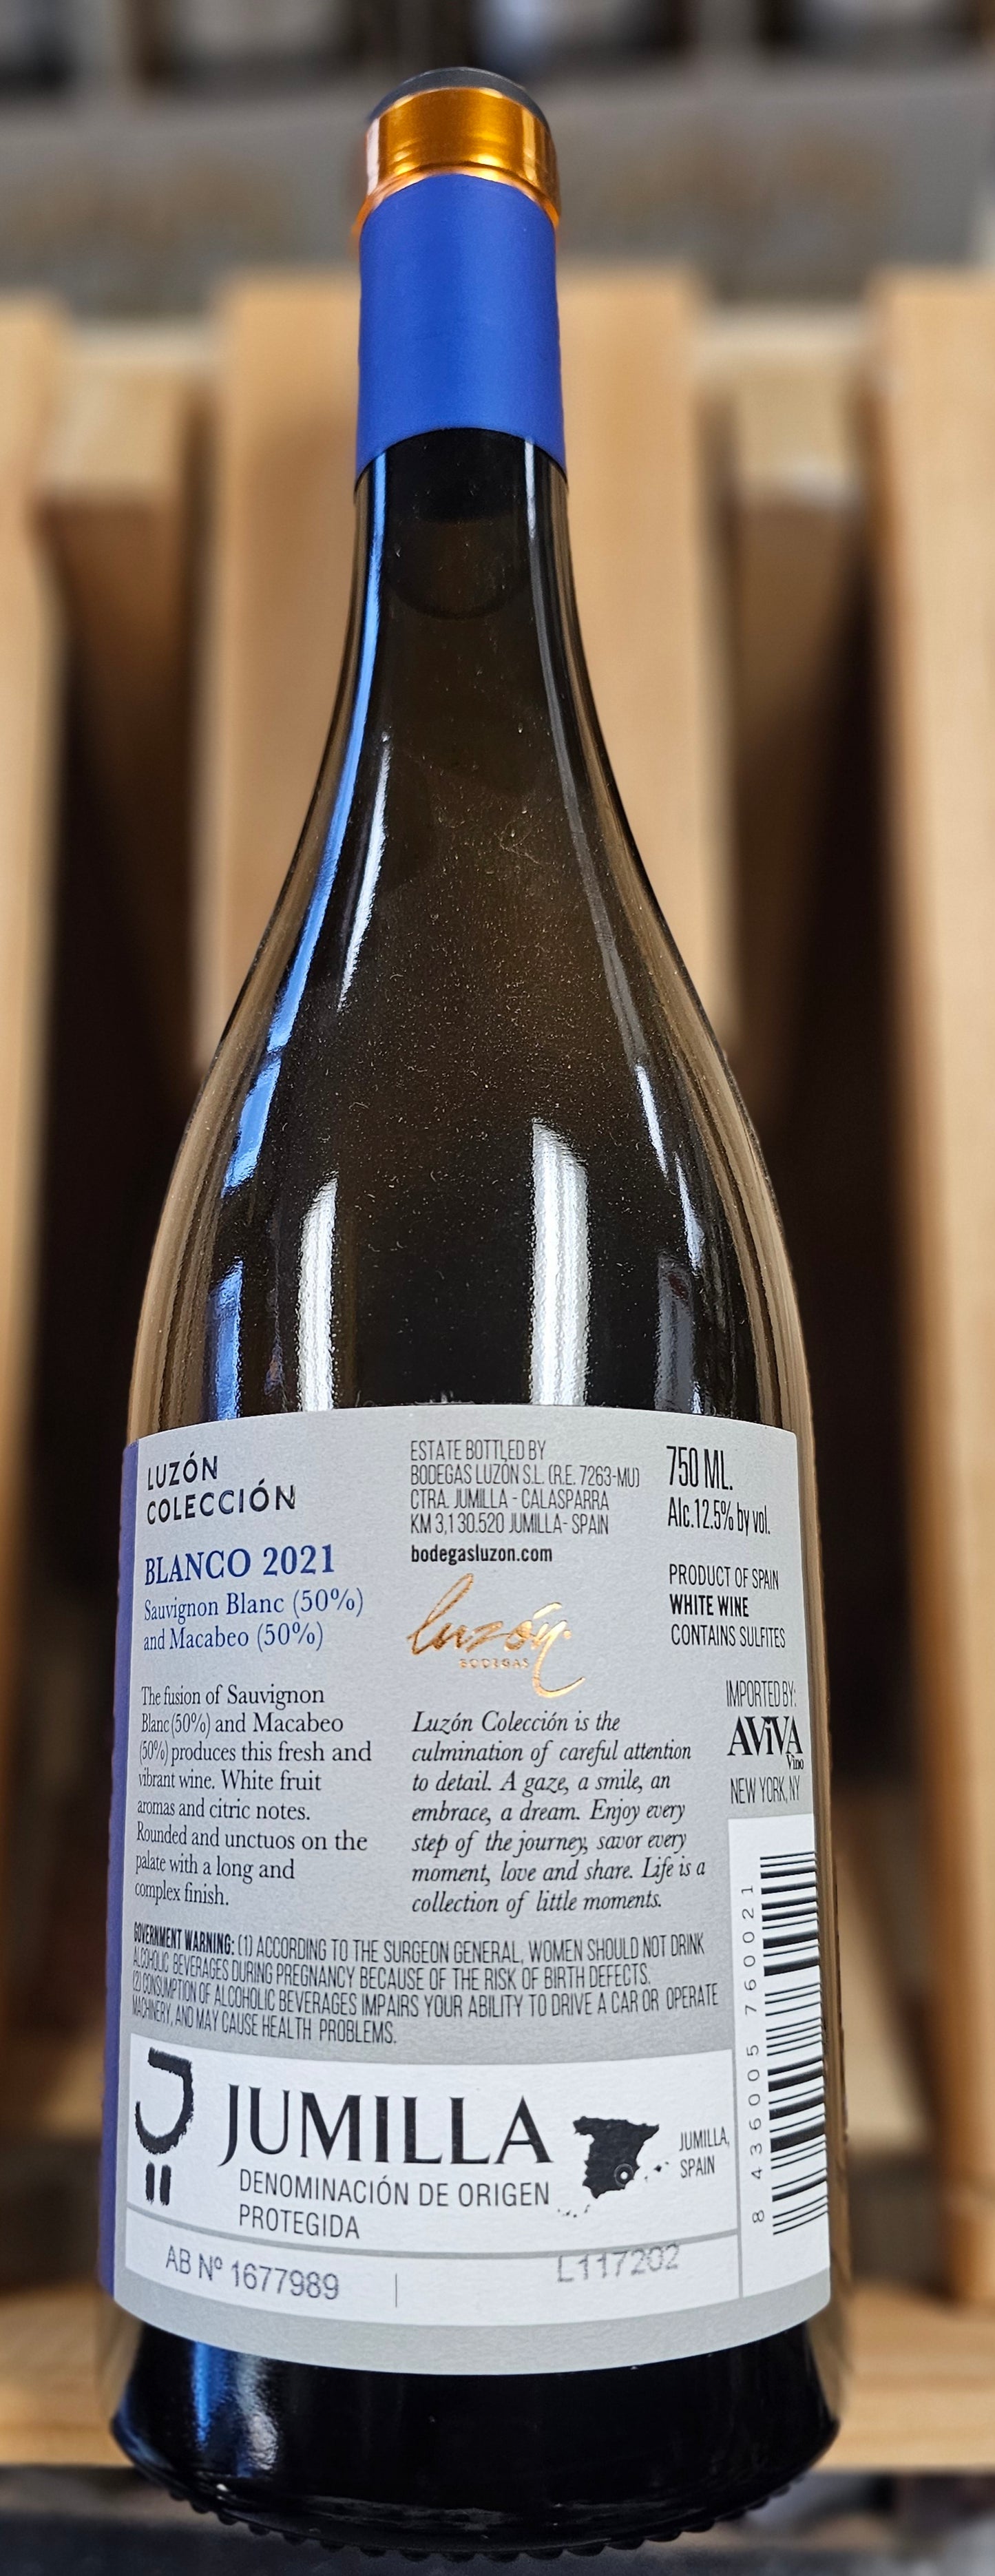 LUZÓN
COLECCIÓN
BLANCO 2021
Sauvignon Blanc (50%)
and Macabeo (50%)
The fusion of Sauvignon
Blanc (50%) and Macabeo
(50%) produces this fresh and
vibrant wine. White fruit
aromas and citric notes.
Rounded and unctuos on the
palate with a long and
complex finish.
ESTATE BOTTLED BY
BODEGAS LUZÓN S.L. (R.E. 7263-MU)
CTRA. JUMILLA - CALASPARRA
KM 3,130.520 JUMILLA- SPAIN
bodegasluzon.com
luzón
BODEGAS
Luzón Colección is the
culmination of careful attention
to detail. A gaze, a smile, an
embrace, a dream. Enjoy every
step of the journey, savor every
moment, love and share. Life is a
collection of little moments.
750 ML.
Alc.12.5% by vol.
PRODUCT OF SPAIN
WHITE WINE
CONTAINS SULFITES
IMPORTED BY:
AViVA
Vino
NEW YORK, NY
GOVERNMENT WARNING: (1) ACCORDING TO THE SURGEON GENERAL, WOMEN SHOULD NOT DRINK
ALCOHOLIC BEVERAGES DURING PREGNANCY BECAUSE OF THE RISK OF BIRTH DEFECTS.
(2) CONSUMPTION OF ALCOHOLIC BEVERAGES IMPAIRS YOUR ABILITY TO DRIVE A CAR OR OPERATE
MACHINERY, AND MAY CAUSE HEALTH PROBLEMS.
JUMILLA
DENOMINACIÓN DE ORIGEN
PROTEGIDA
JUMILLA,
SPAIN
AB Nº 1677989
L117202
8 436005 760021